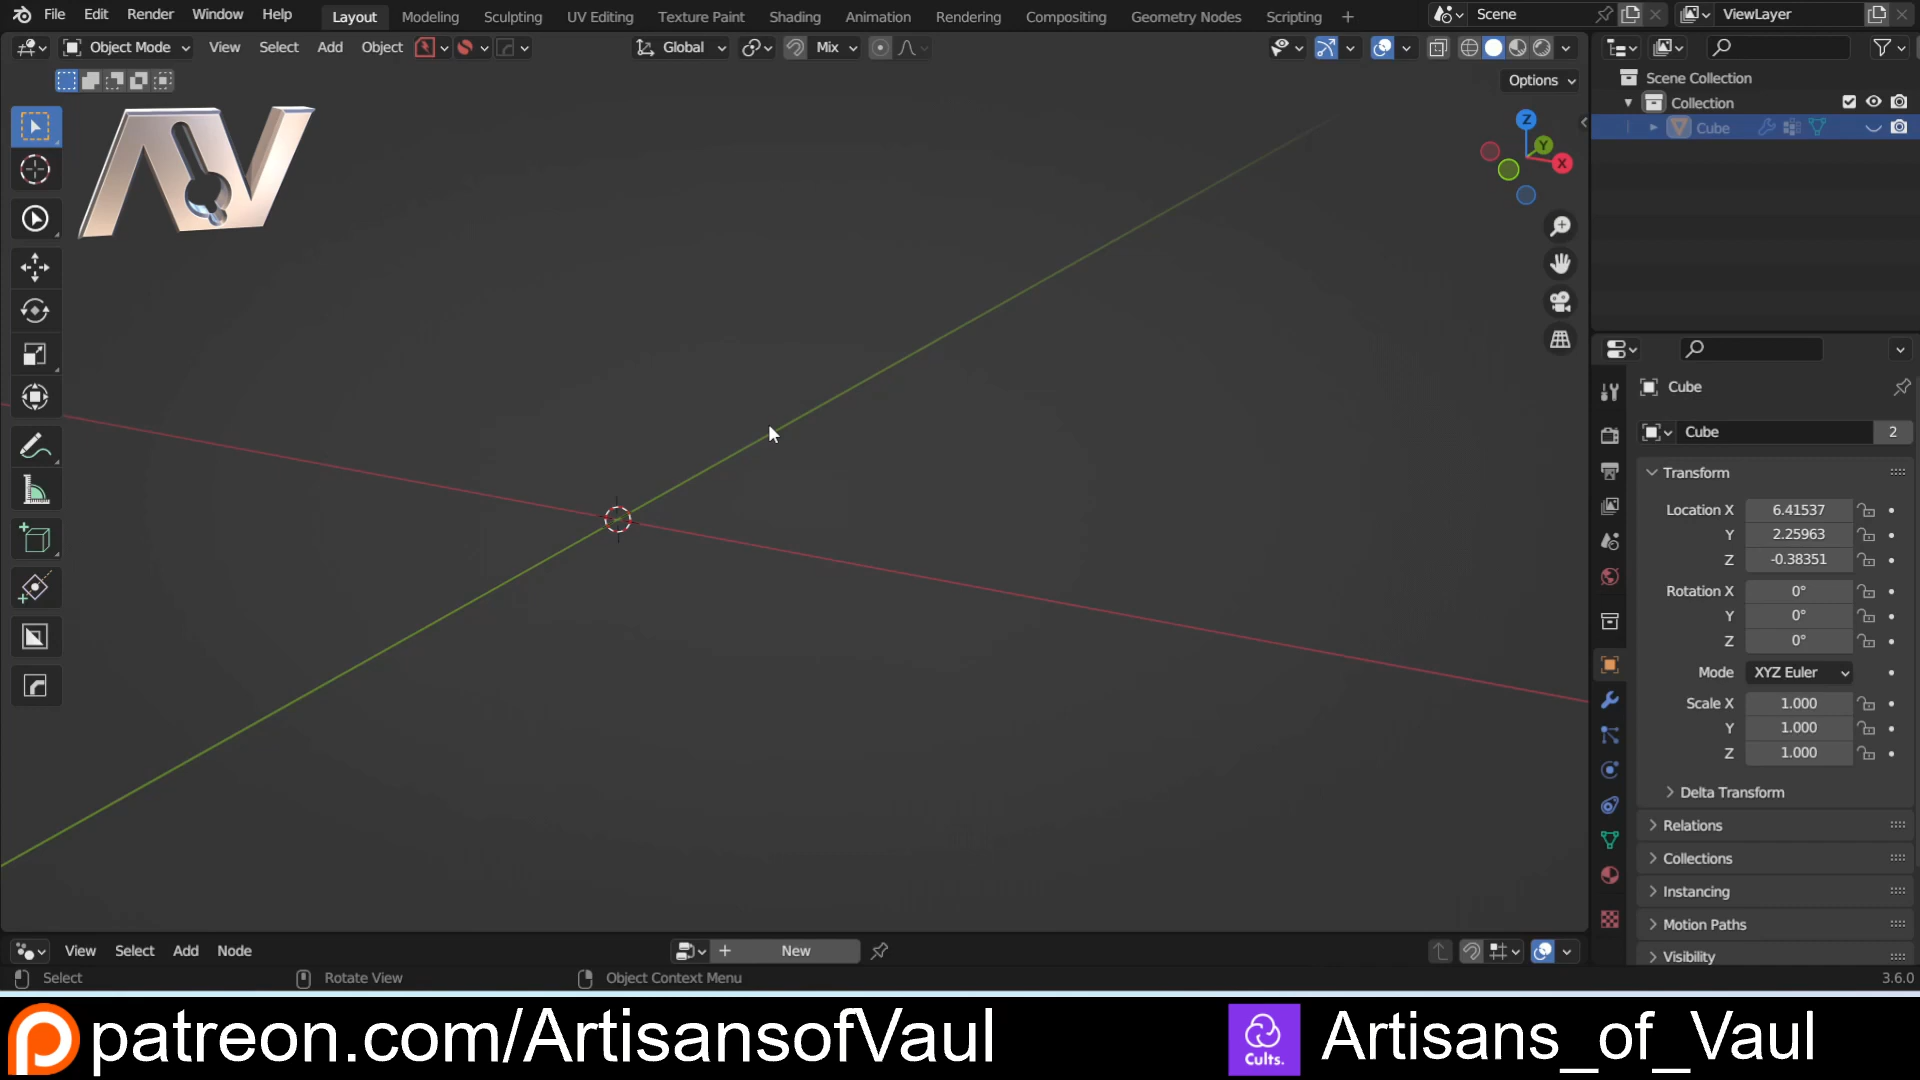 File Edit Render Window Help Layout Modeling Sculpting UV Editing Texture Paint Shading Animation Rendering Compositing Geometry Nodes Scripting + Scene ViewLayer
Object Mode View Select Add Object Global Mix
Options
Scene Collection
Collection
Cube
Z
Y
X
AV
Cube
Cube 2
Transform
Location X 6.41537
Y 2.25963
Z -0.38351
Rotation X 0°
Y 0°
Z 0°
Mode XYZ Euler
Scale X 1.000
Y 1.000
Z 1.000
Delta Transform
Relations
Collections
Instancing
Motion Paths
Visibility
View Select Add Node + New
Select Rotate View Object Context Menu 3.6.0
patreon.com/ArtisansofVaul
Cults.
Artisans_of_Vaul